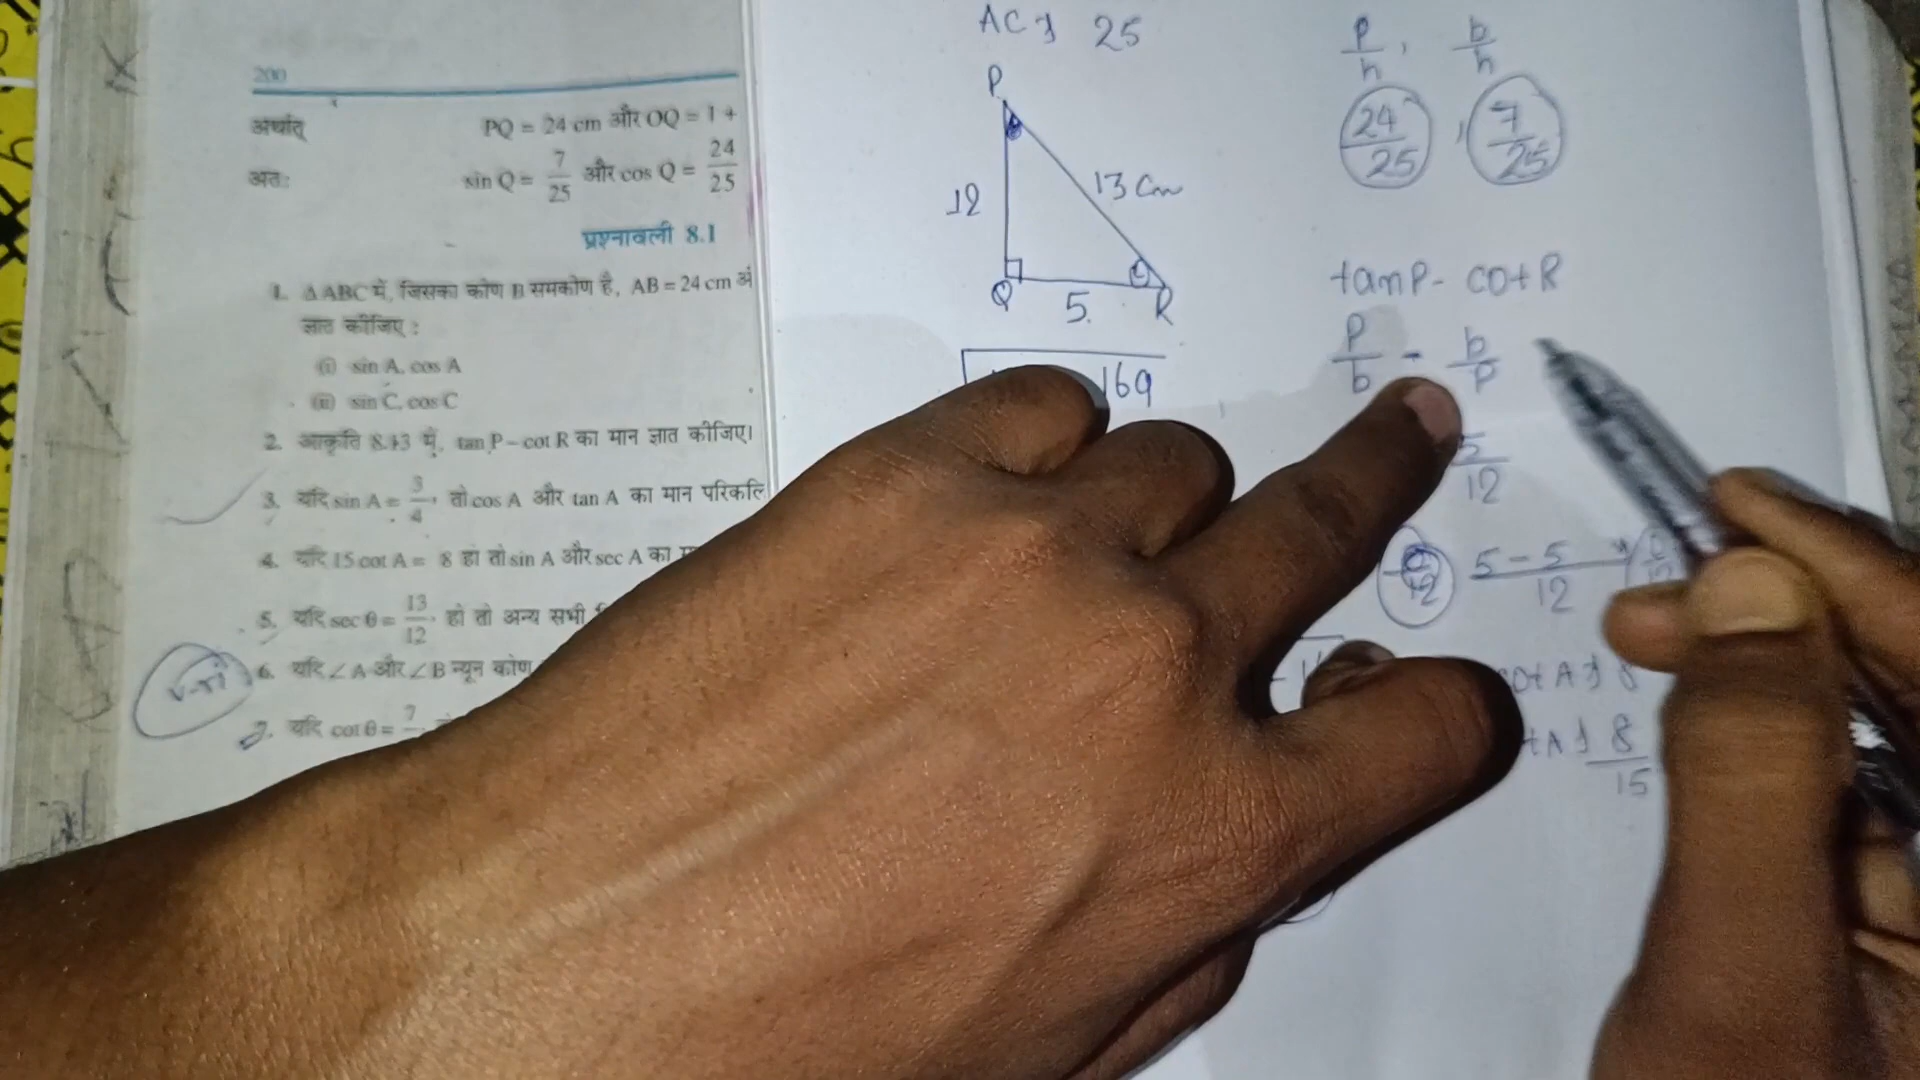 200
अर्थात् PQ = 24 cm और OQ = 1 +
अतः sin Q = 7/25 और cos Q = 24/25
प्रश्नावली 8.1
1. Δ ABC में, जिसका कोण B समकोण है, AB = 24 cm
ज्ञात कीजिए :
(i) sin A, cos A
(ii) sin C, cos C
2. आकृति 8.13 में, tan P – cot R का मान ज्ञात कीजिए।
3. यदि sin A = 3/4, तो cos A और tan A का मान परिकलि
4. यदि 15 cot A = 8 हो तो sin A और sec A का
5. यदि sec θ = 13/12, हो तो अन्य सभी
6. यदि ∠A और ∠B न्यून कोण
7. यदि cot θ = 7
AC 25
P
12
13 cm
Q
5.
R
169
p/h, b/h
24/25, 7/25
tan P - cot R
p/b - b/p
5/12
5 - 5
12
cot A 8
t A 8/15